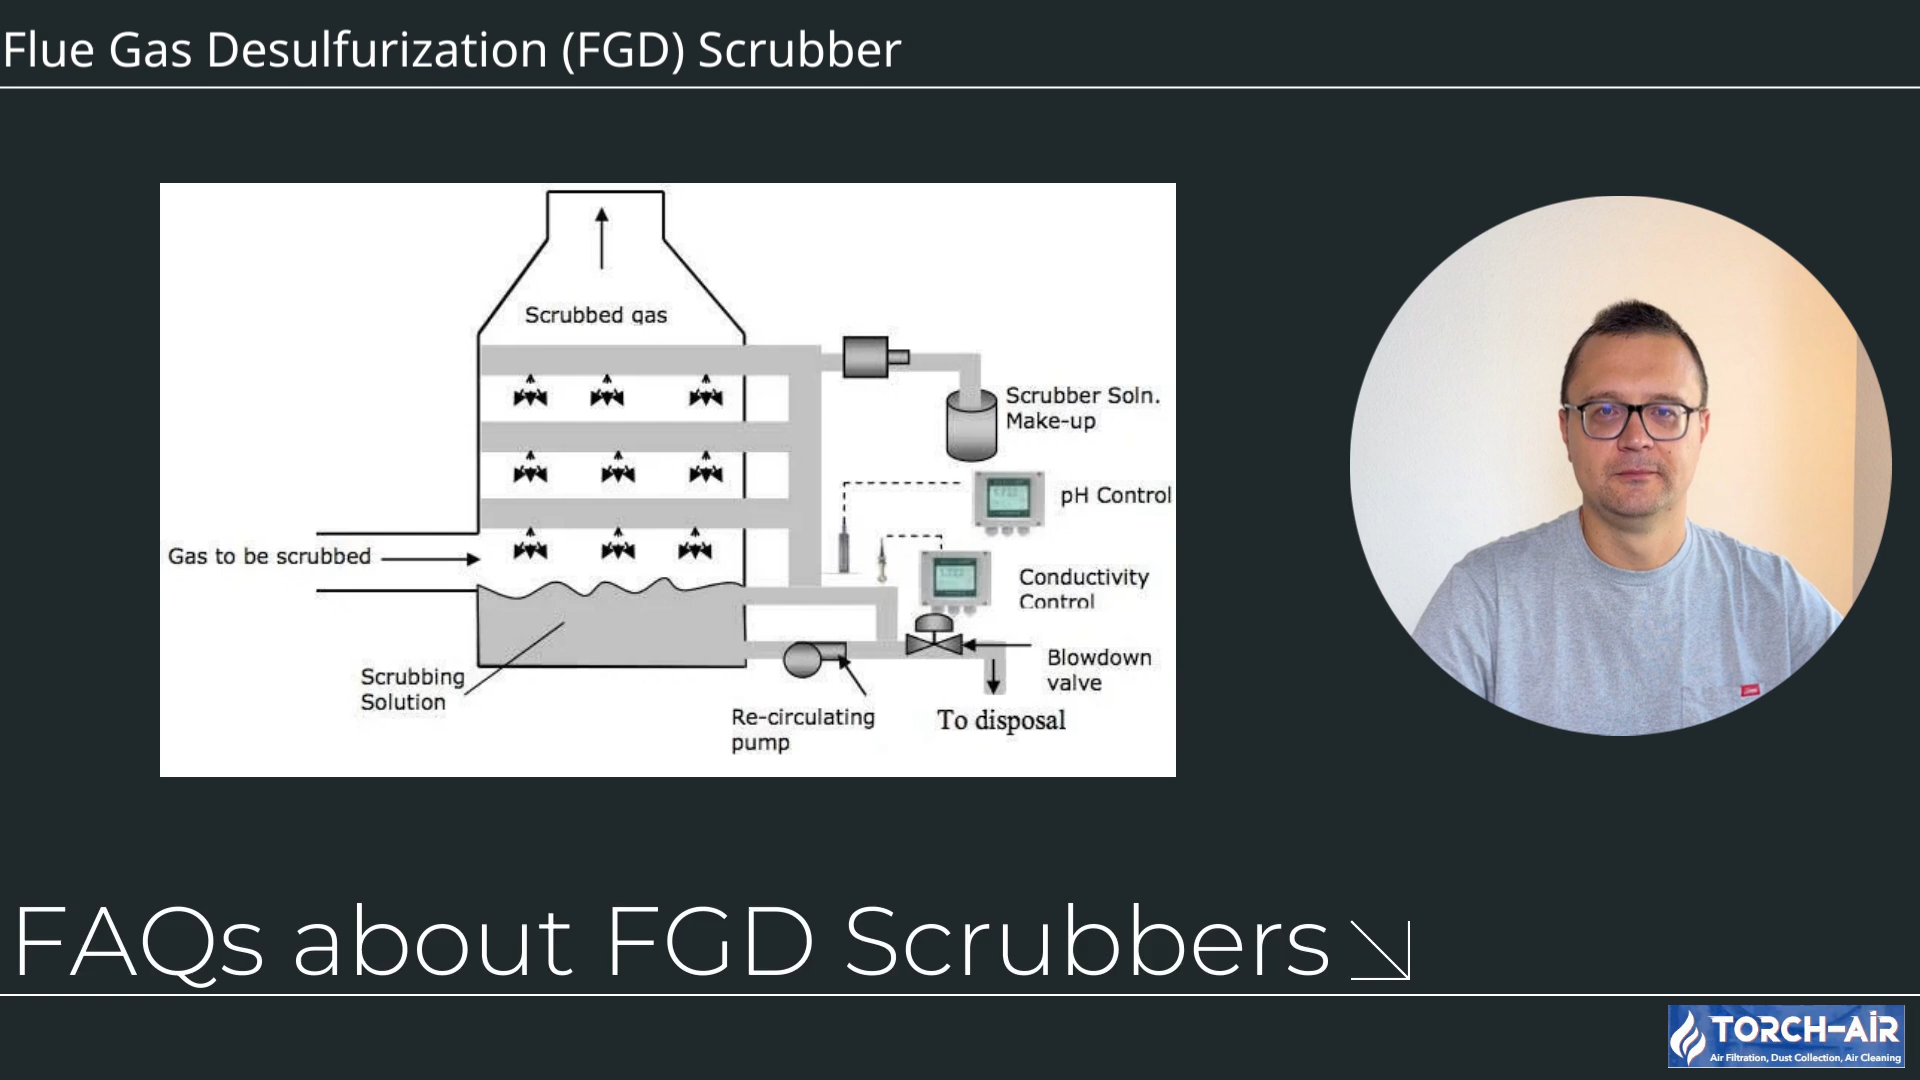 Flue Gas Desulfurization (FGD) Scrubber
Scrubbed gas
Scrubber Soln.
Make-up
pH Control
Gas to be scrubbed
Conductivity
Control
Blowdown
valve
Scrubbing
Solution
Re-circulating
pump
To disposal
FAQs about FGD Scrubbers
TORCH-AIR
Air Filtration, Dust Collection, Air Cleaning